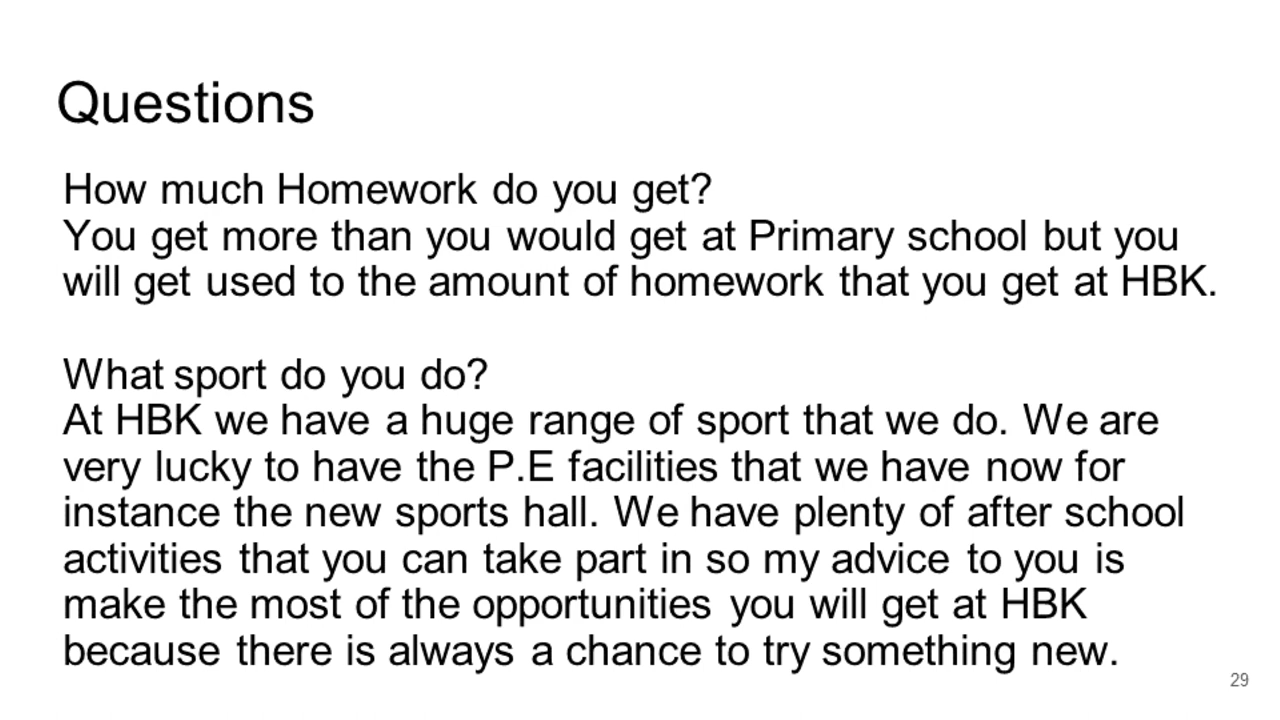 Questions
How much Homework do you get?
You get more than you would get at Primary school but you
will get used to the amount of homework that you get at HBK.
What sport do you do?
At HBK we have a huge range of sport that we do. We are
very lucky to have the P.E facilities that we have now for
instance the new sports hall. We have plenty of after school
activities that you can take part in so my advice to you is
make the most of the opportunities you will get at HBK
because there is always a chance to try something new.
29